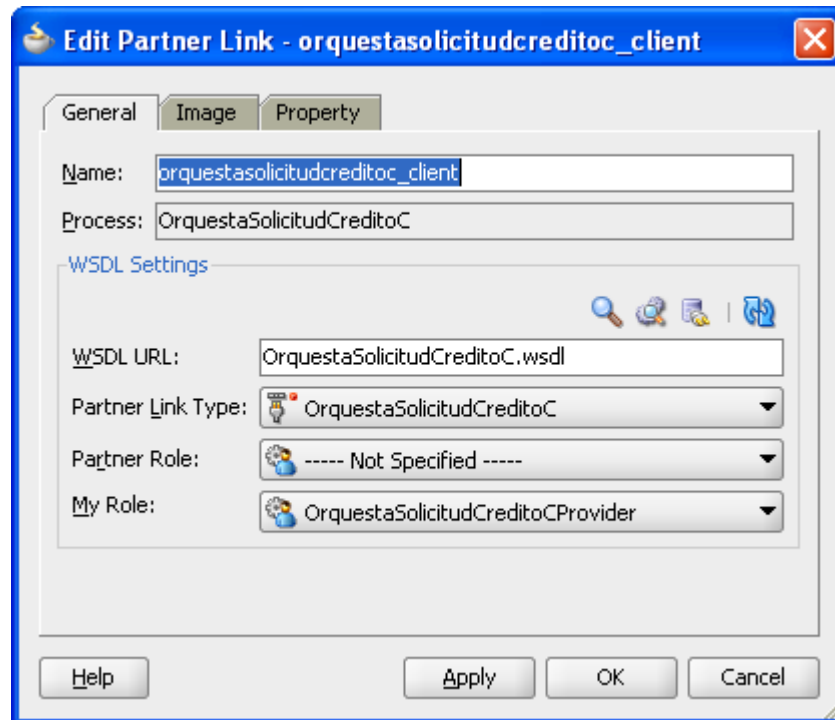 Edit Partner Link - orquestasolicitudcreditoc_client
General Image Property
Name: orquestasolicitudcreditoc_client
Process: OrquestaSolicitudCreditoC
WSDL Settings
WSDL URL: OrquestaSolicitudCreditoC.wsdl
Partner Link Type: OrquestaSolicitudCreditoC
Partner Role: ----- Not Specified -----
My Role: OrquestaSolicitudCreditoCProvider
Help Apply OK Cancel